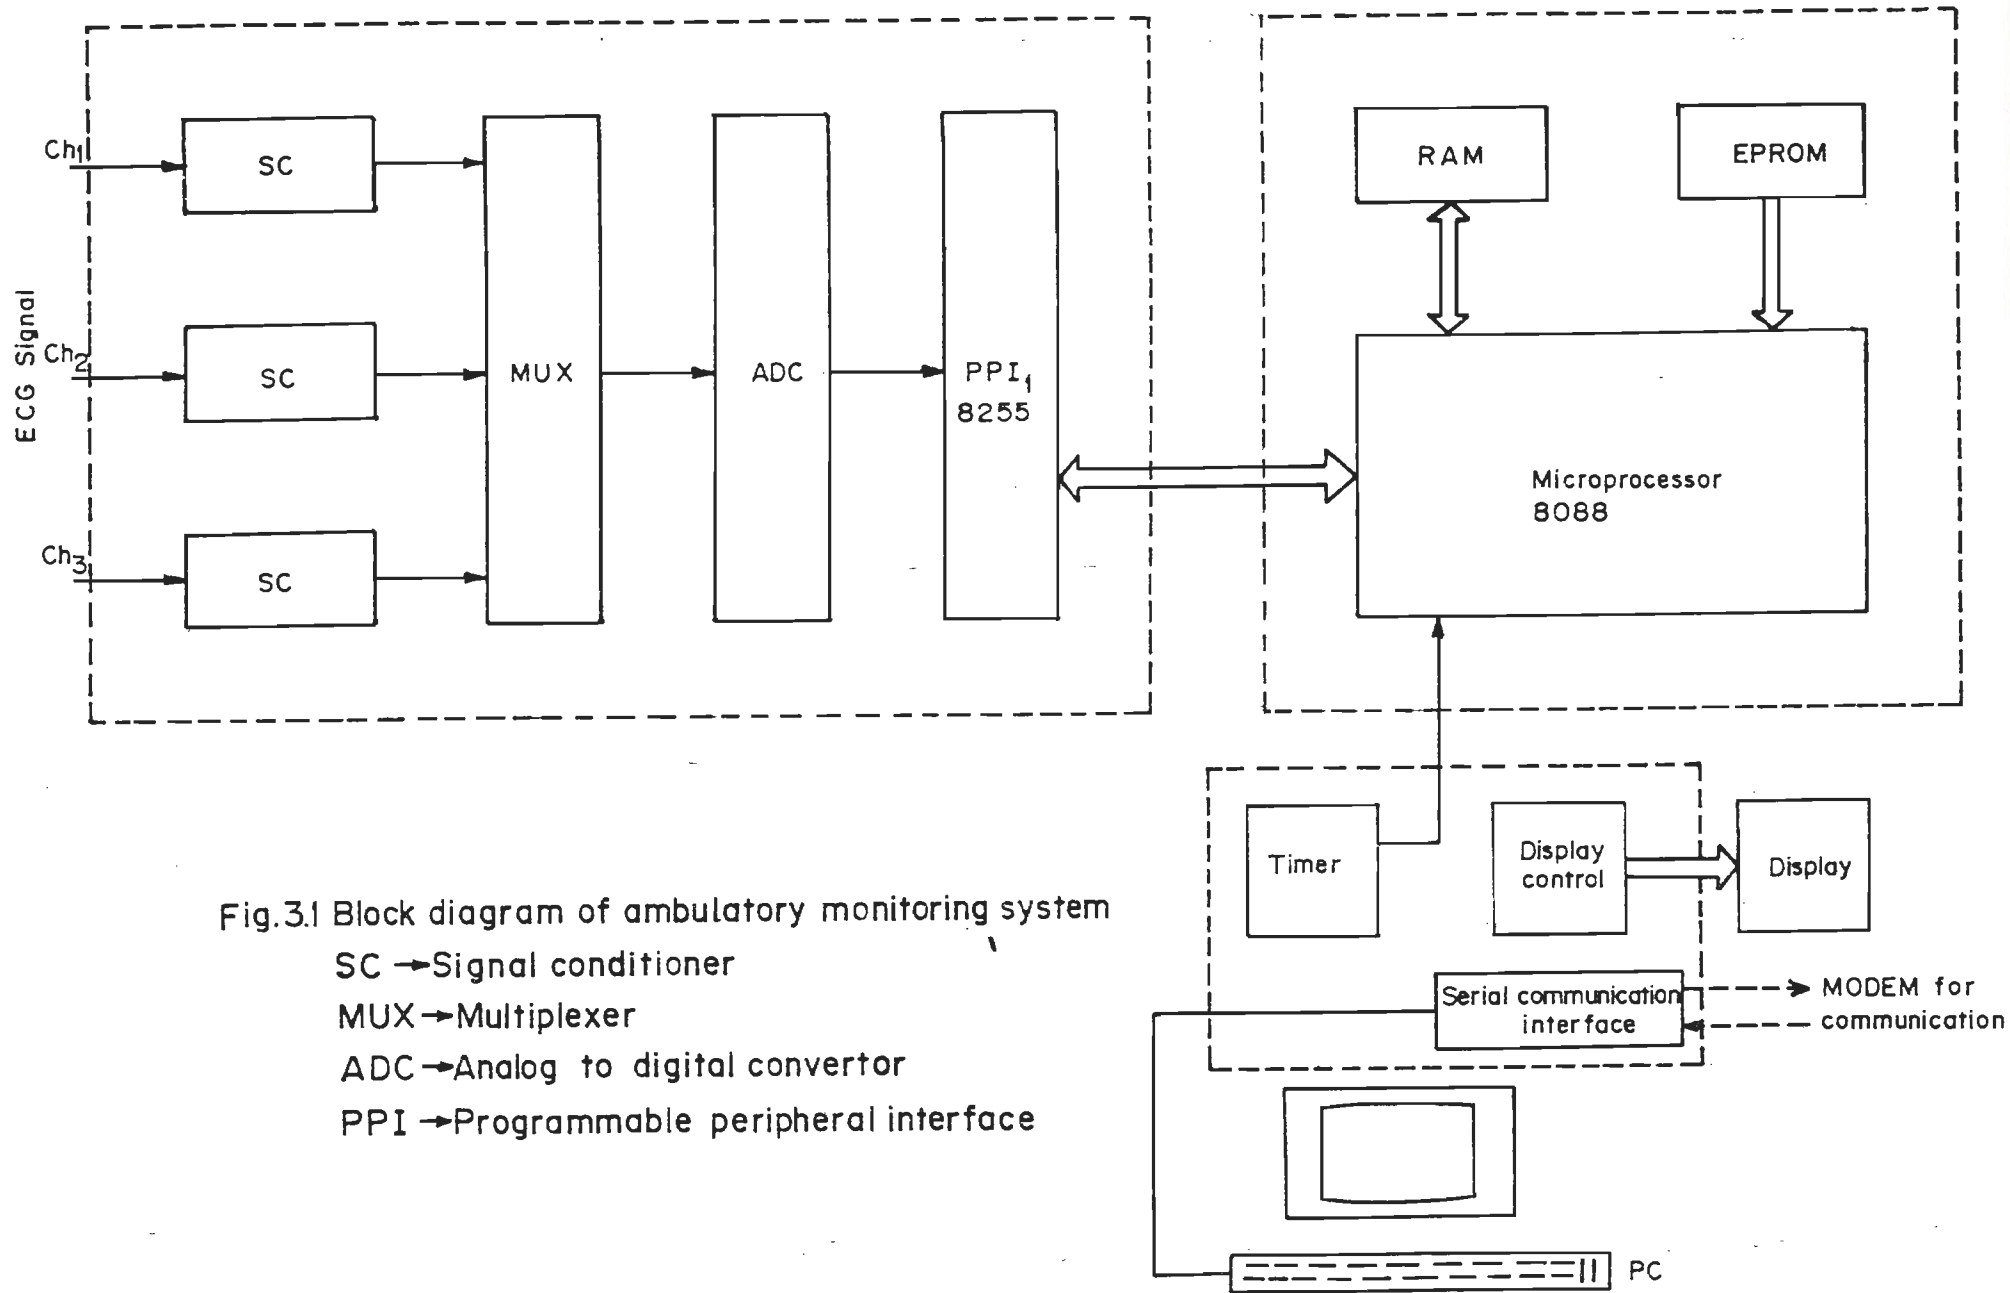 ECG Signal
Ch1
Ch2
Ch3
SC
SC
SC
MUX
ADC
PPI1
8255
RAM
EPROM
Microprocessor
8088
Timer
Display
control
Display
Serial communication
interface
MODEM for
communication
PC
Fig.3.1 Block diagram of ambulatory monitoring system
SC → Signal conditioner
MUX → Multiplexer
ADC → Analog to digital convertor
PPI → Programmable peripheral interface